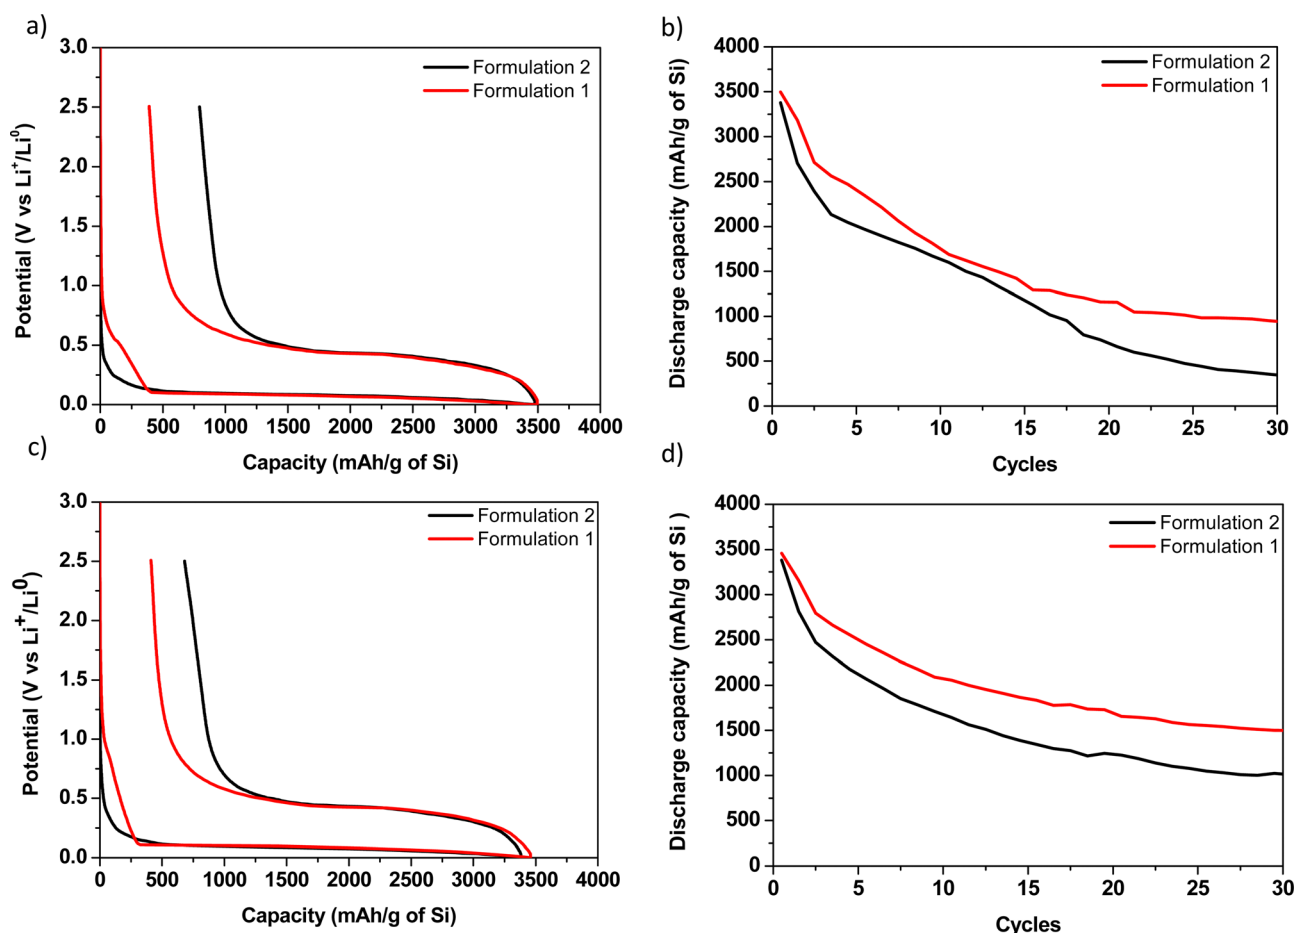 a)
3.0
2.5
2.0
1.5
1.0
0.5
0.0
Potential (V vs Li⁺/Li⁰)
Formulation 2
Formulation 1
0 500 1000 1500 2000 2500 3000 3500 4000
Capacity (mAh/g of Si)
b)
4000
3500
3000
2500
2000
1500
1000
500
0
Discharge capacity (mAh/g of Si)
Formulation 2
Formulation 1
0 5 10 15 20 25 30
Cycles
c)
3.0
2.5
2.0
1.5
1.0
0.5
0.0
Potential (V vs Li⁺/Li⁰)
Formulation 2
Formulation 1
0 500 1000 1500 2000 2500 3000 3500 4000
Capacity (mAh/g of Si)
d)
4000
3500
3000
2500
2000
1500
1000
500
0
Discharge capacity (mAh/g of Si )
Formulation 2
Formulation 1
0 5 10 15 20 25 30
Cycles